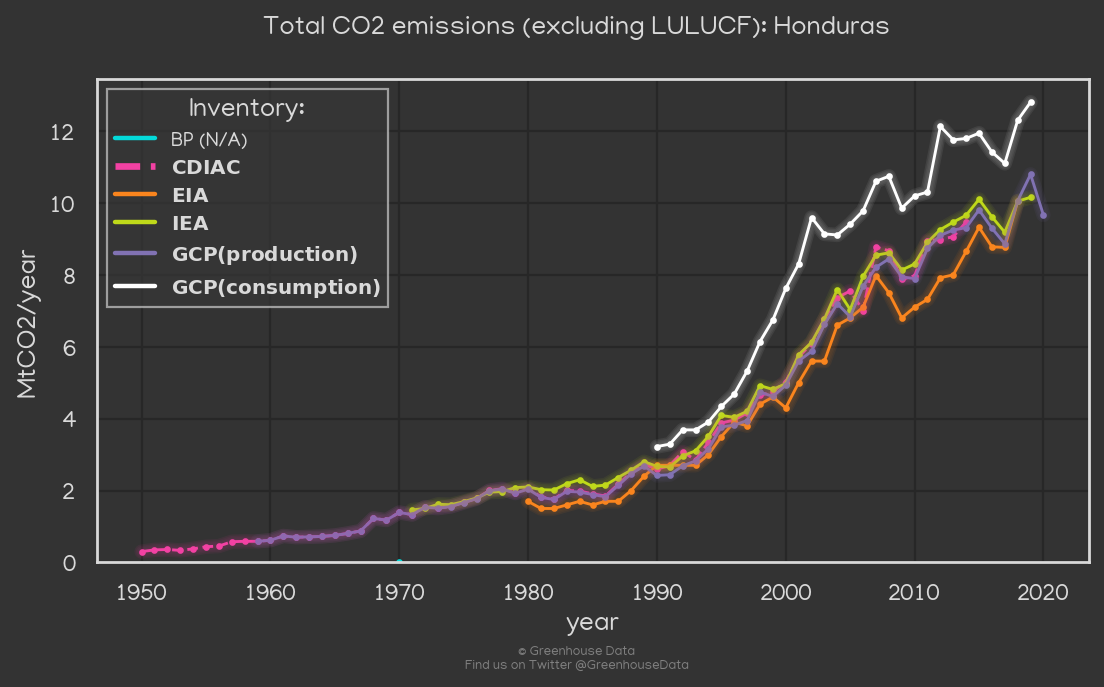 Total CO2 emissions (excluding LULUCF): Honduras
Inventory:
BP (N/A)
CDIAC
EIA
IEA
GCP(production)
GCP(consumption)
MtCO2/year
12
10
8
6
4
2
0
1950 1960 1970 1980 1990 2000 2010 2020
year
© Greenhouse Data
Find us on Twitter @GreenhouseData